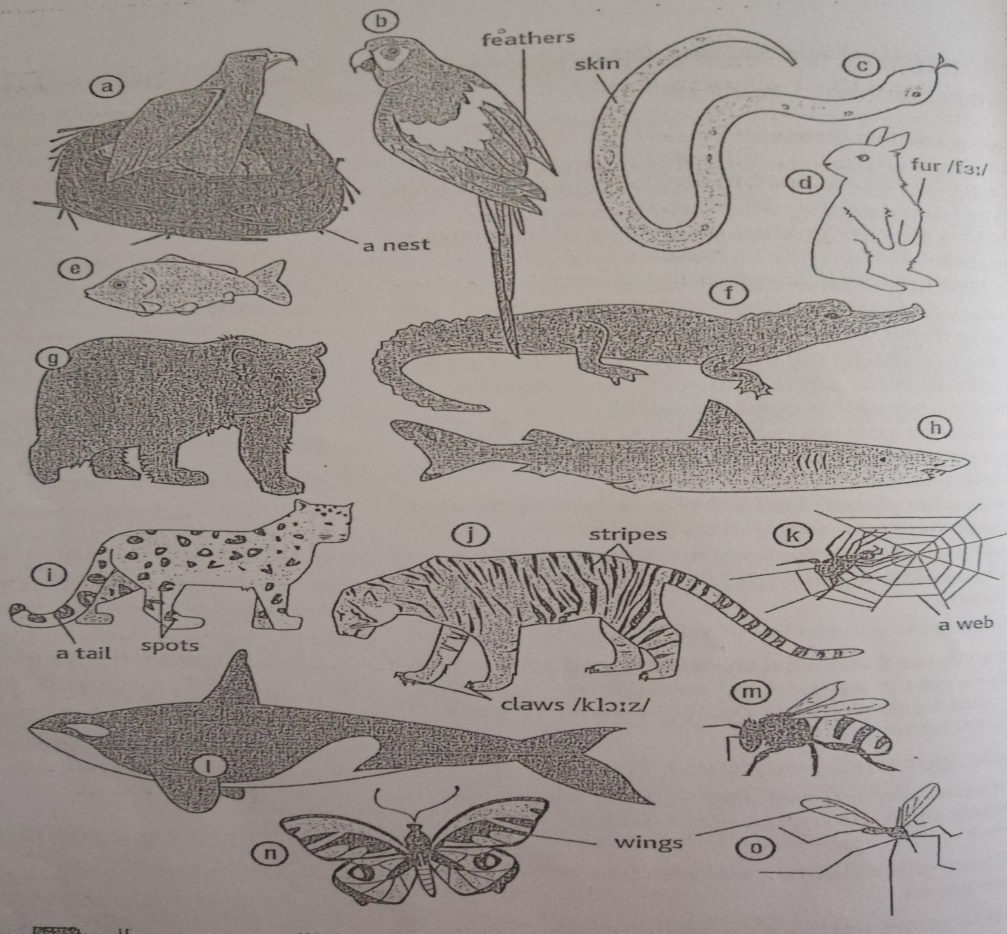 a
b
feathers
skin
c
d
fur /fɜː/
a nest
e
f
g
h
i
j
stripes
k
a web
a tail
spots
claws /klɔːz/
l
m
n
wings
o